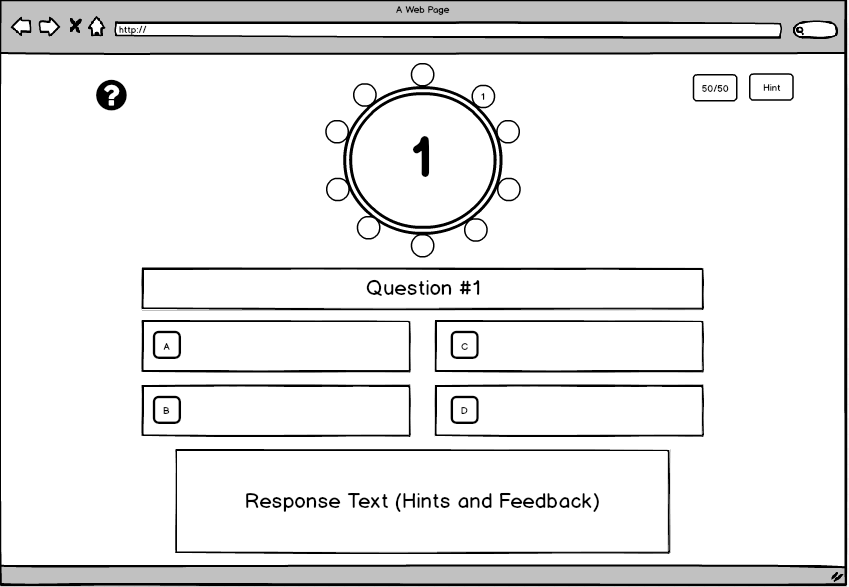 A Web Page
http://
?
1
50/50
Hint
1
Question #1
A
C
B
D
Response Text (Hints and Feedback)